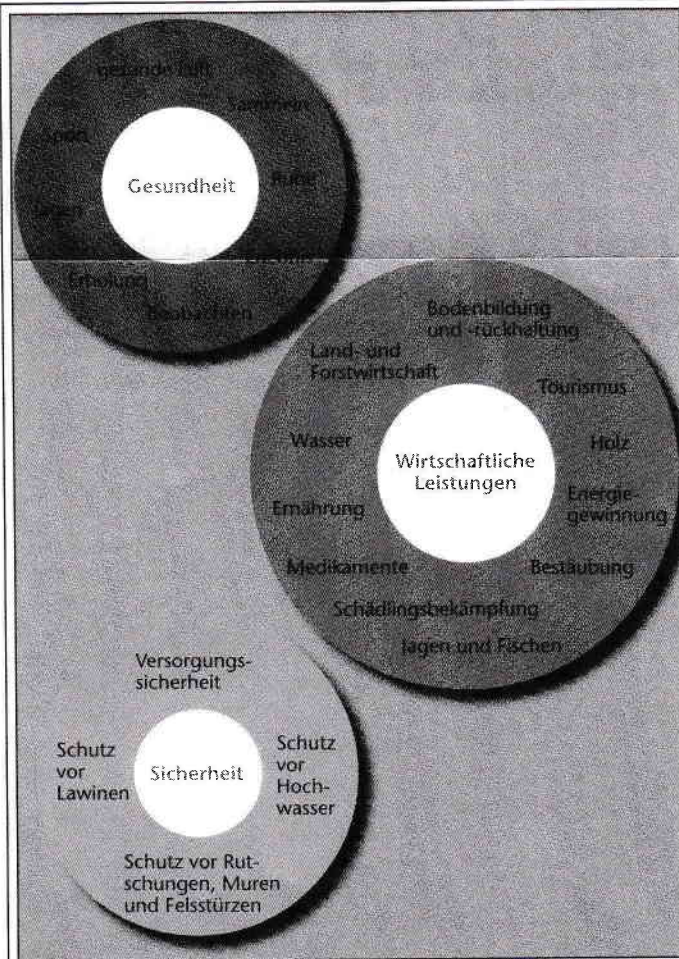 gesunde Luft
Sammeln
Sport
Ruhe
Gesundheit
Jagen
Erholung
Beobachten
Bodenbildung
und -rückhaltung
Land- und
Forstwirtschaft
Tourismus
Wasser
Holz
Wirtschaftliche
Leistungen
Ernährung
Energie-
gewinnung
Medikamente
Bestäubung
Schädlingsbekämpfung
Jagen und Fischen
Versorgungs-
sicherheit
Schutz
vor
Lawinen
Sicherheit
Schutz
vor
Hoch-
wasser
Schutz vor Rut-
schungen, Muren
und Felsstürzen